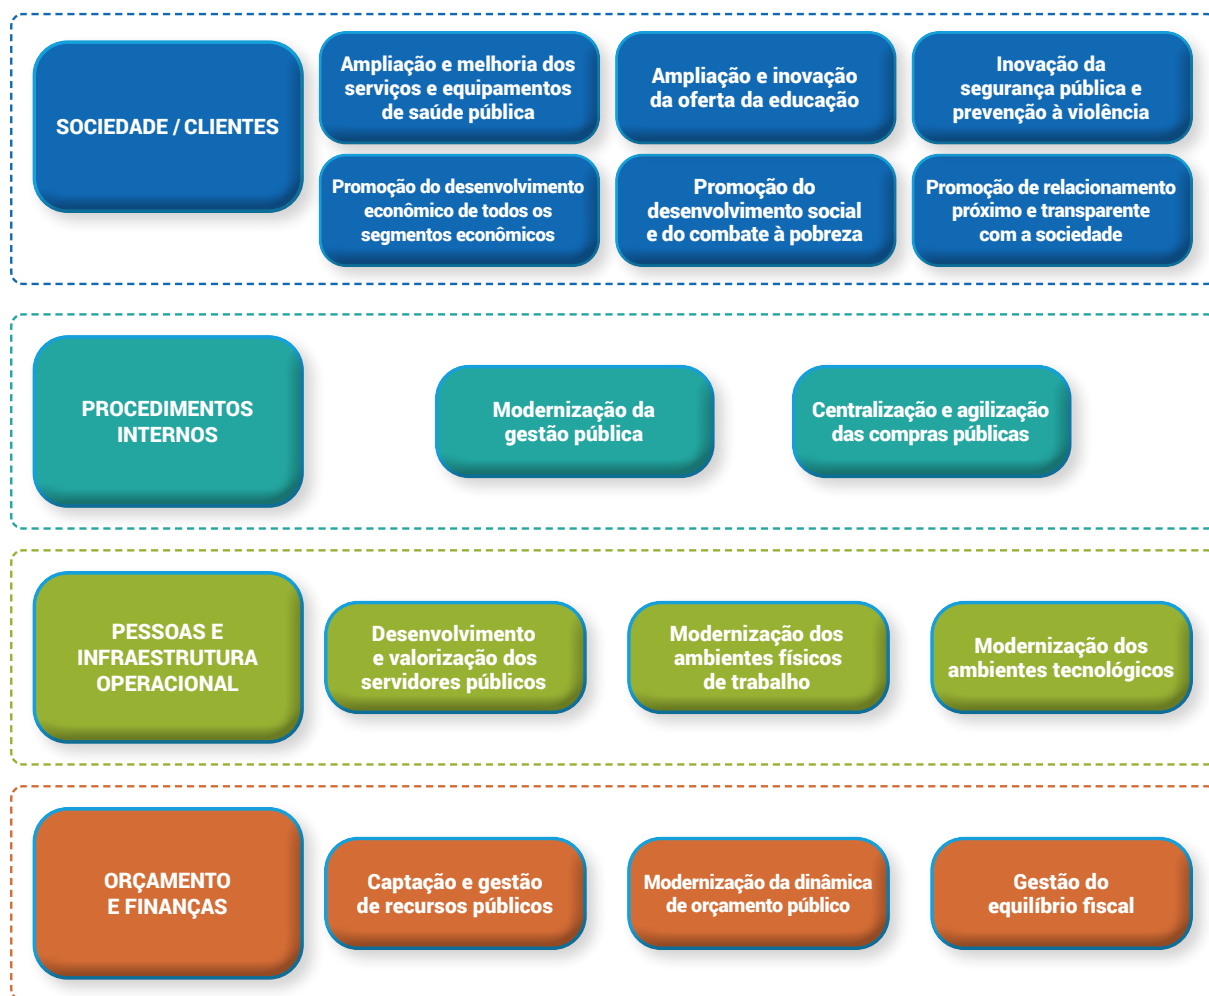 SOCIEDADE / CLIENTES
Ampliação e melhoria dos
serviços e equipamentos
de saúde pública
Ampliação e inovação
da oferta da educação
Inovação da
segurança pública e
prevenção à violência
Promoção do desenvolvimento
econômico de todos os
segmentos econômicos
Promoção do
desenvolvimento social
e do combate à pobreza
Promoção de relacionamento
próximo e transparente
com a sociedade
PROCEDIMENTOS
INTERNOS
Modernização da
gestão pública
Centralização e agilização
das compras públicas
PESSOAS E
INFRAESTRUTURA
OPERACIONAL
Desenvolvimento
e valorização dos
servidores públicos
Modernização dos
ambientes físicos
de trabalho
Modernização dos
ambientes tecnológicos
ORÇAMENTO
E FINANÇAS
Captação e gestão
de recursos públicos
Modernização da dinâmica
de orçamento público
Gestão do
equilíbrio fiscal